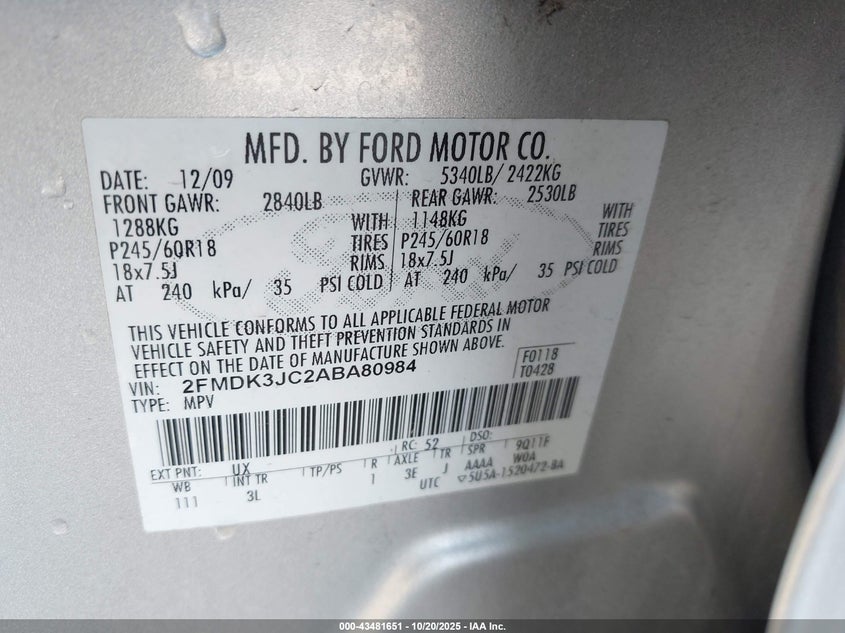 MFD. BY FORD MOTOR CO.
DATE: 12/09 GVWR: 5340LB/ 2422KG
FRONT GAWR: 2840LB REAR GAWR: 2530LB
1288KG WITH 1148KG WITH
P245/60R18 TIRES P245/60R18 TIRES
18x7.5J RIMS 18x7.5J RIMS
AT 240 kPa/ 35 PSI COLD AT 240 kPa/ 35 PSI COLD
THIS VEHICLE CONFORMS TO ALL APPLICABLE FEDERAL MOTOR
VEHICLE SAFETY AND THEFT PREVENTION STANDARDS IN
EFFECT ON THE DATE OF MANUFACTURE SHOWN ABOVE.
VIN: 2FMDK3JC2ABA80984 F0118
TYPE: MPV T0428
EXT PNT: UX RC: 52 DSO:
WB INT TR TP/PS R AXLE TR SPR 9Q11F
111 3L 1 3E J AAAA W0A
UTC 5U5A-1520472-BA
000-43481651 - 10/20/2025 - IAA Inc.